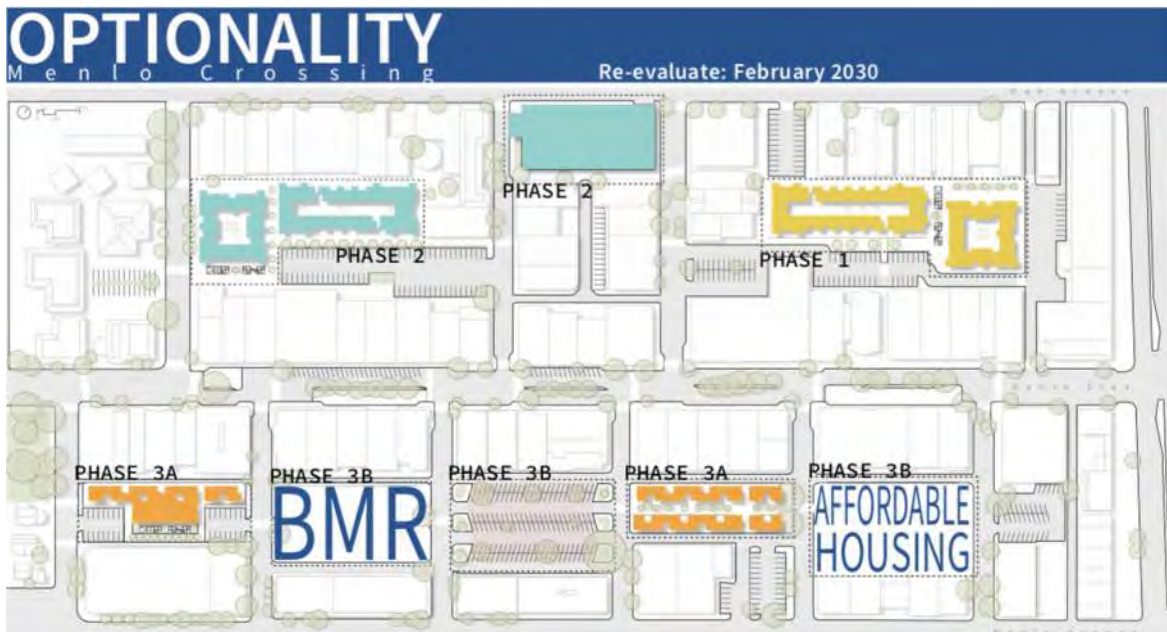 OPTIONALITY
Menlo Crossing
Re-evaluate: February 2030
PHASE 2
PHASE 2
PHASE 1
PHASE 3A
PHASE 3B
PHASE 3B
PHASE 3A
PHASE 3B
BMR
AFFORDABLE
HOUSING